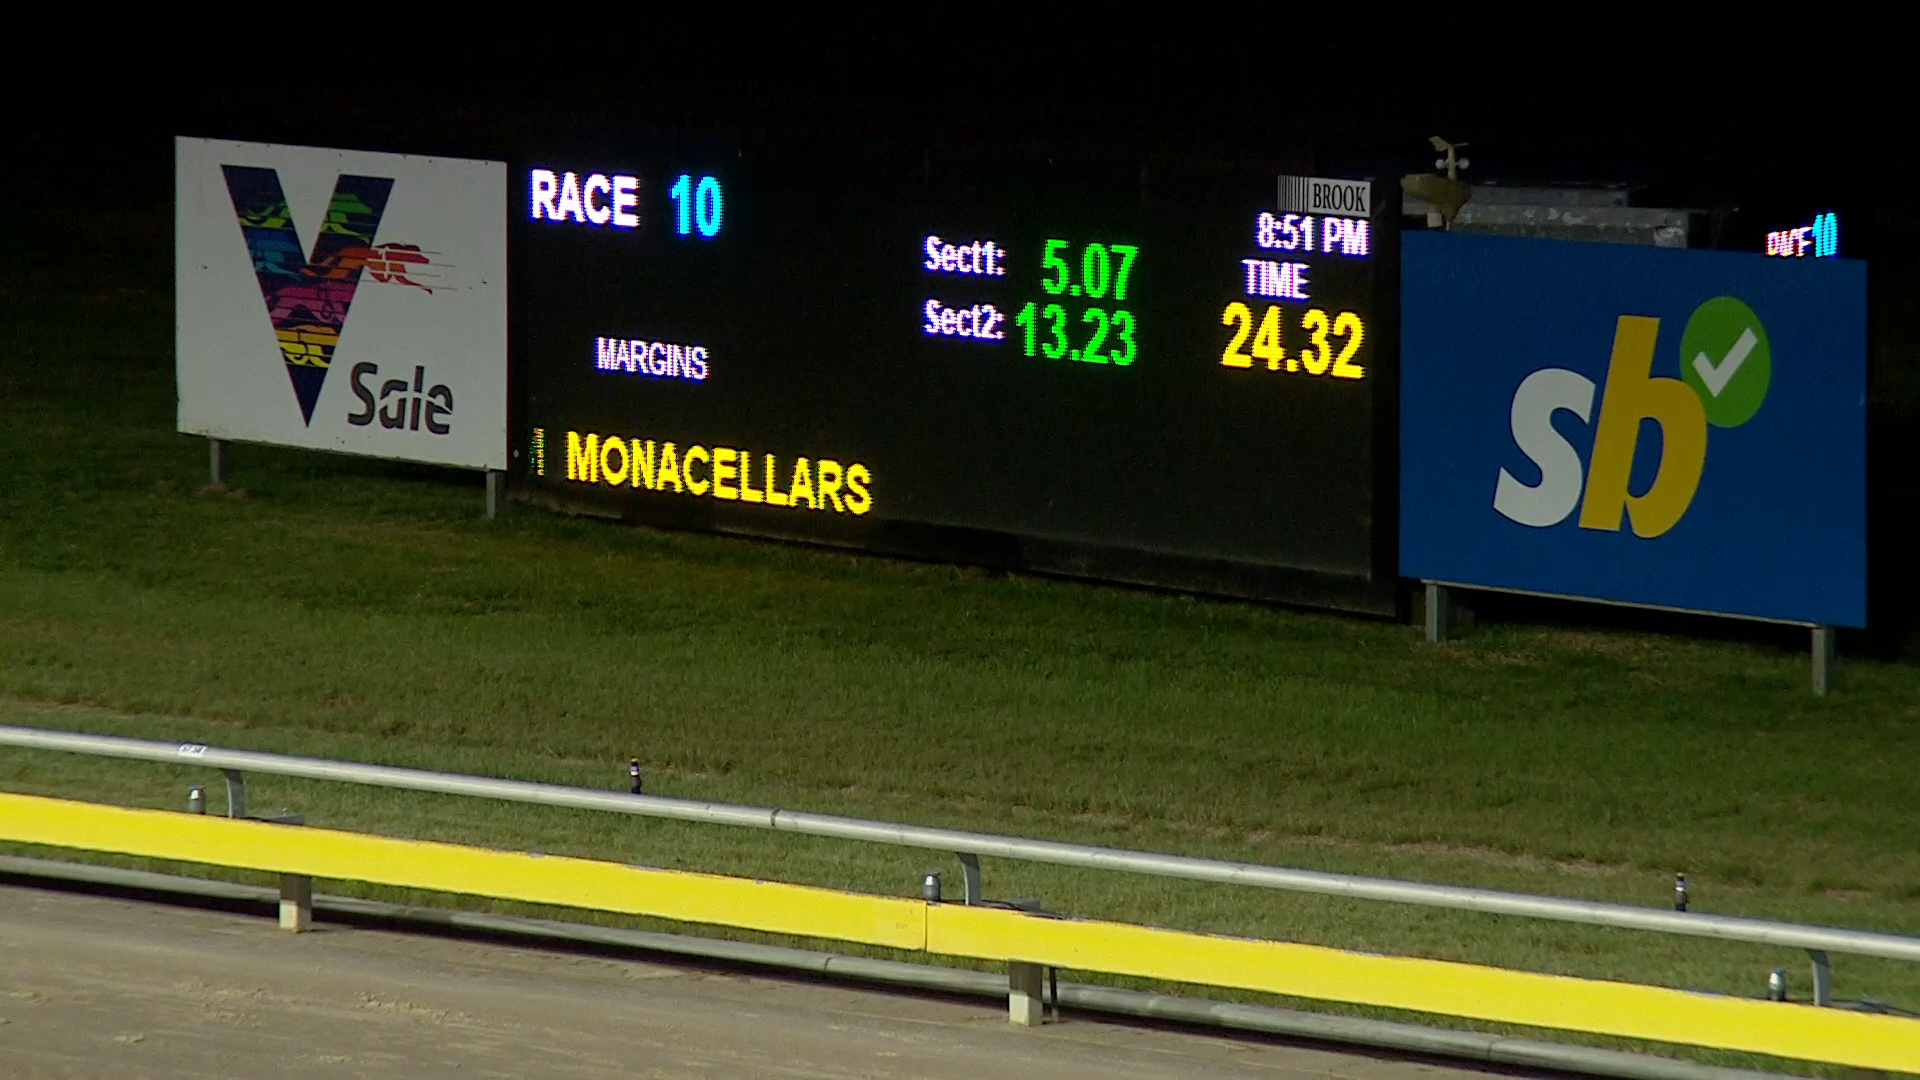 Sale
RACE 10
BROOK
8:51 PM
Sect1: 5.07
TIME
Sect2: 13.23
24.32
MARGINS
MONACELLARS
sb
10